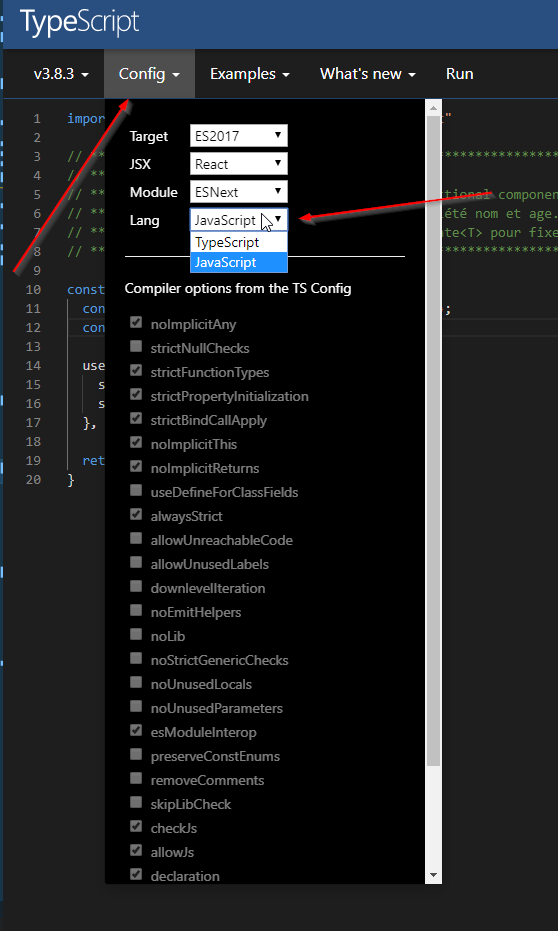 TypeScript
v3.8.3 Config Examples What's new Run
1 impor t"
2
3 // ** **********************
4 // **
5 // ** tional componen
6 // ** été nom et age.
7 // ** te<T> pour fixe
8 // ** **********************
9
10 const
11 con ;
12 con
13
14 use
15 s
16 s
17 },
18
19 ret
20 }
Target ES2017
JSX React
Module ESNext
Lang JavaScript
TypeScript
JavaScript
Compiler options from the TS Config
noImplicitAny
strictNullChecks
strictFunctionTypes
strictPropertyInitialization
strictBindCallApply
noImplicitThis
noImplicitReturns
useDefineForClassFields
alwaysStrict
allowUnreachableCode
allowUnusedLabels
downlevelIteration
noEmitHelpers
noLib
noStrictGenericChecks
noUnusedLocals
noUnusedParameters
esModuleInterop
preserveConstEnums
removeComments
skipLibCheck
checkJs
allowJs
declaration